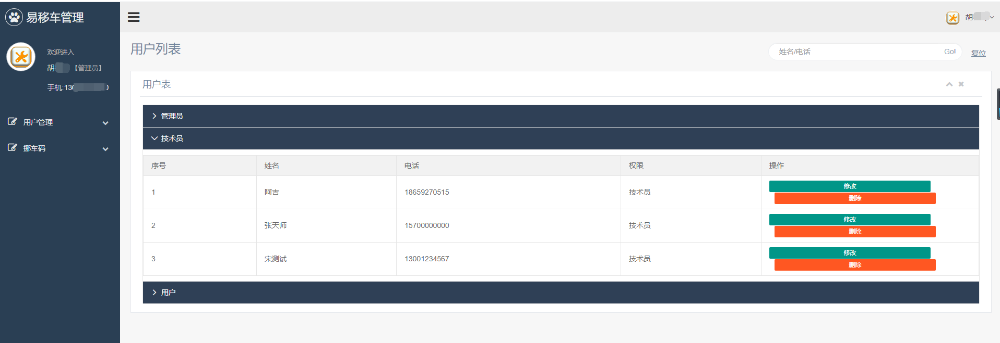 易移车管理
胡
欢迎进入
胡 【管理员】
手机:13 0
用户管理
挪车码
用户列表
姓名/电话 Go! 复位
用户表
管理员
技术员
序号 姓名 电话 权限 操作
1 阿吉 18659270515 技术员 修改
删除
2 张天师 15700000000 技术员 修改
删除
3 宋测试 13001234567 技术员 修改
删除
用户